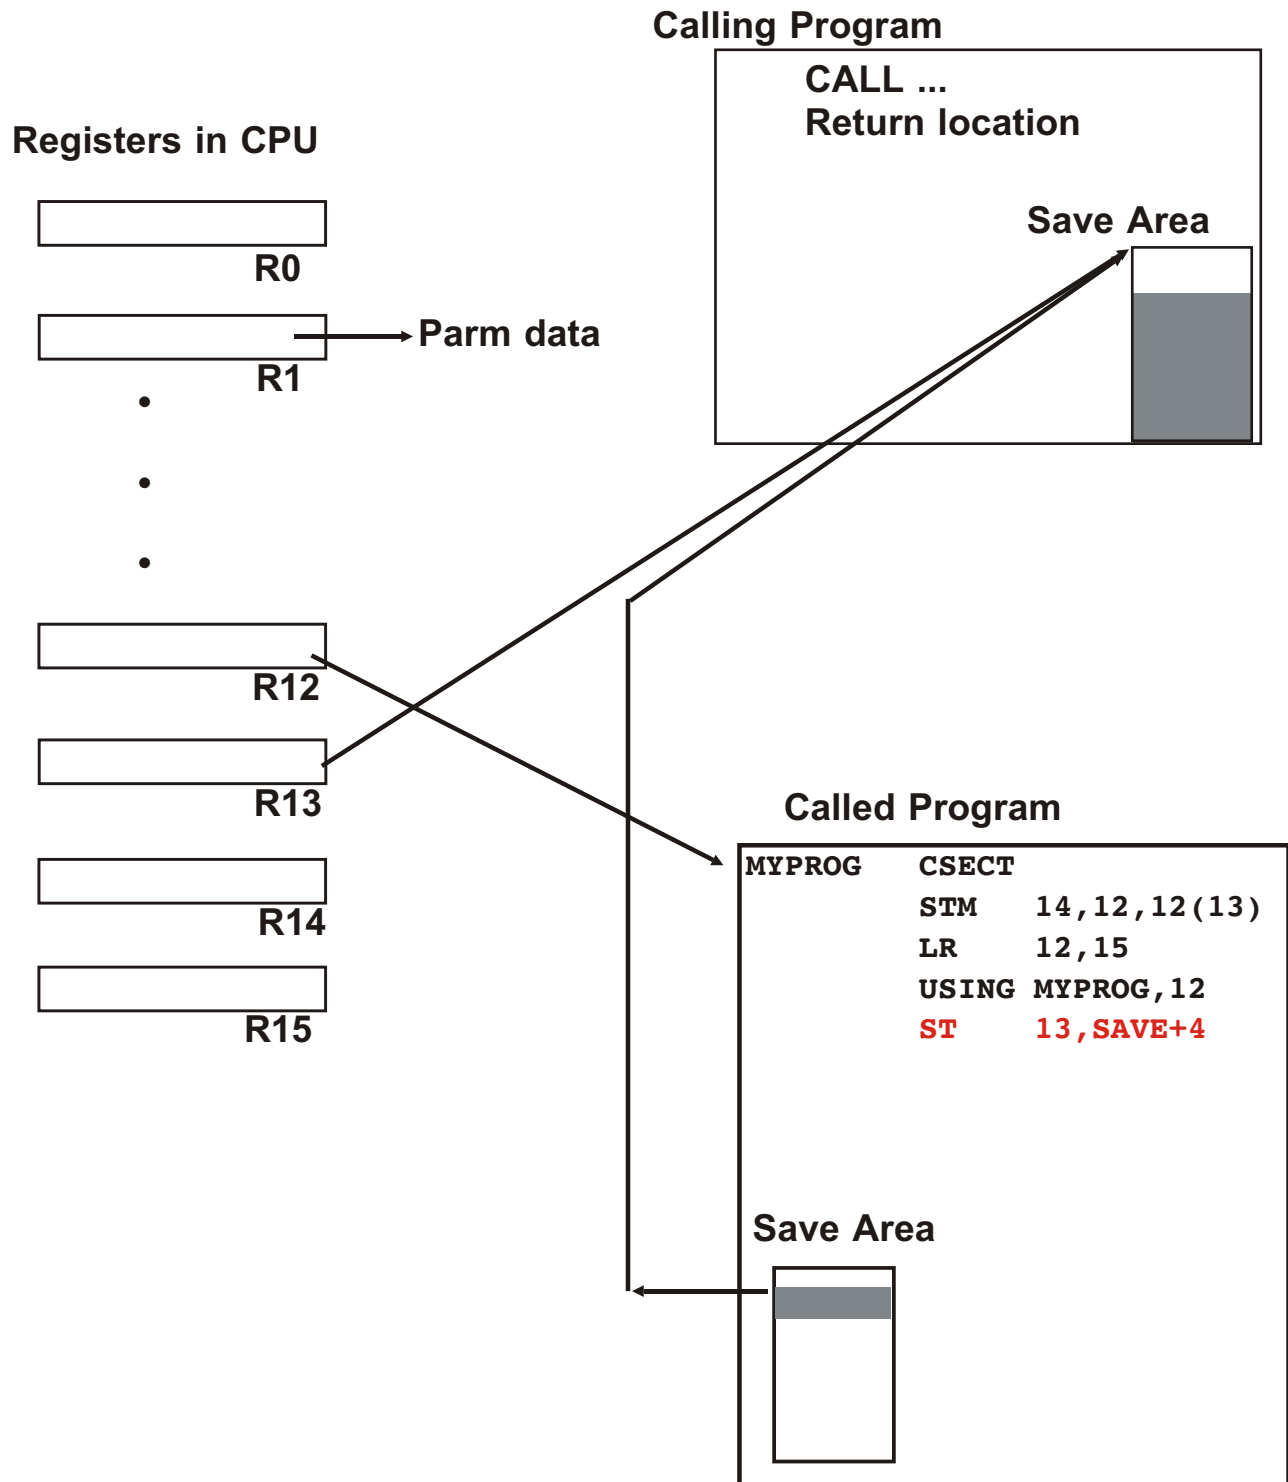 Calling Program
CALL ...
Return location
Registers in CPU
Save Area
R0
Parm data
R1
R12
R13
Called Program
MYPROG CSECT
STM 14,12,12(13)
R14
LR 12,15
USING MYPROG,12
R15
ST 13,SAVE+4
Save Area